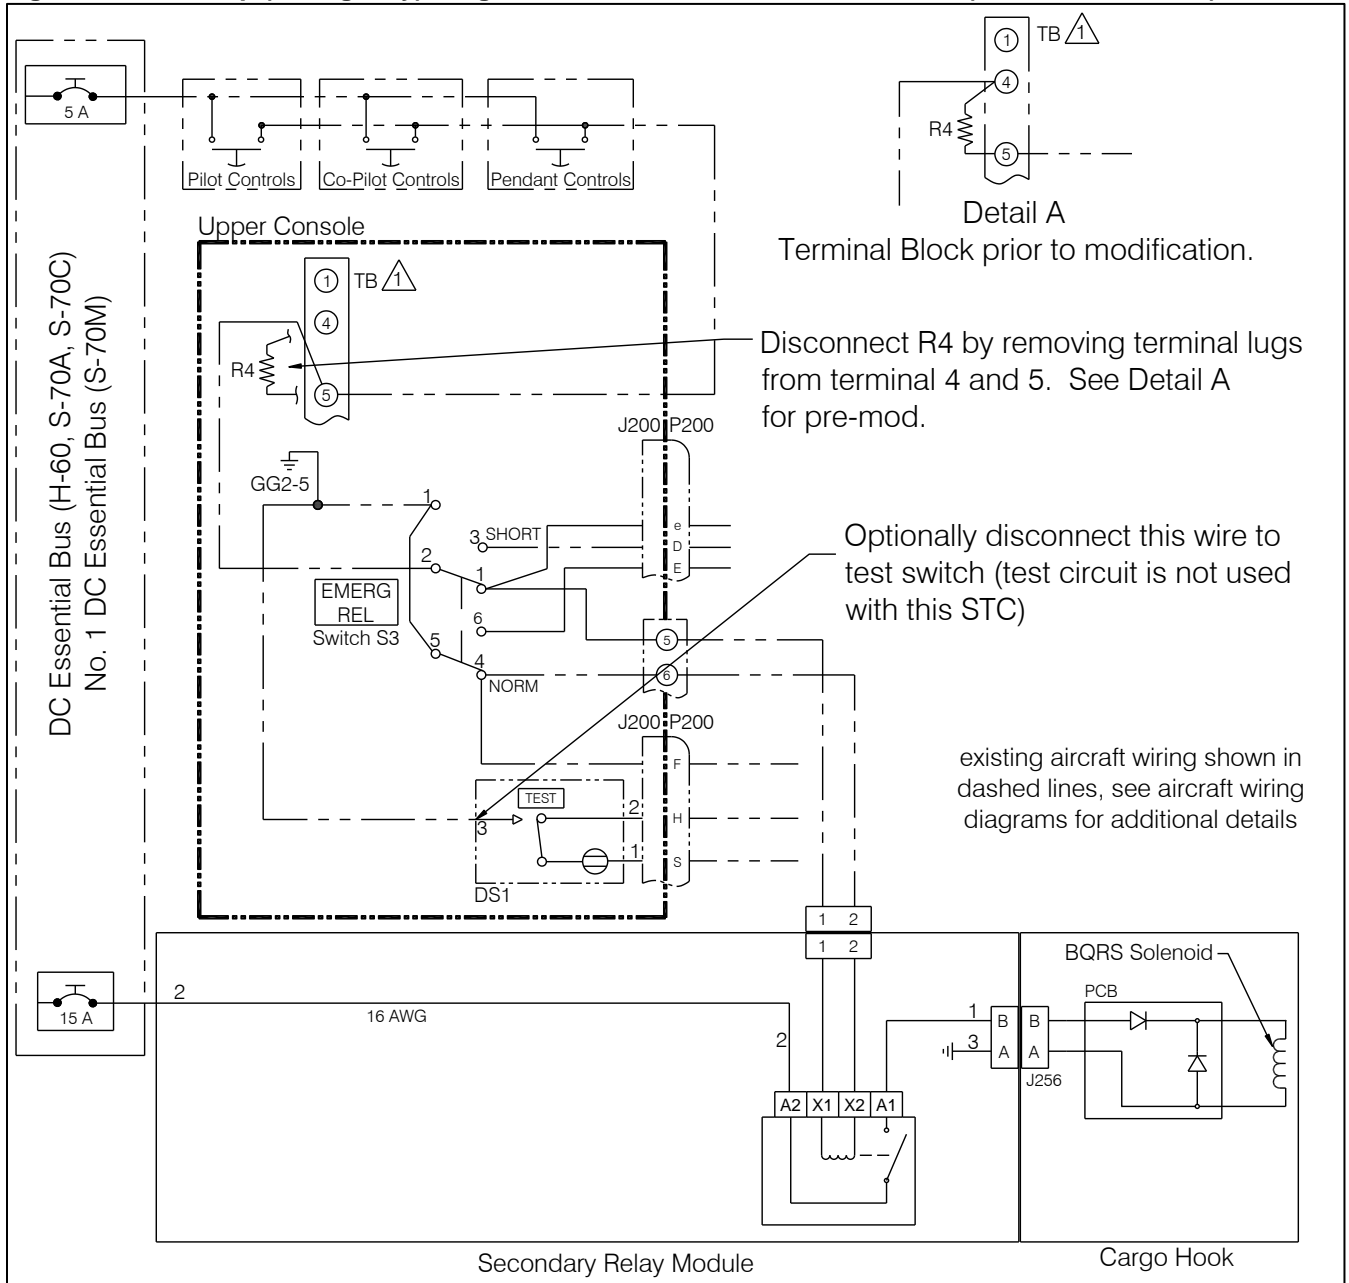 1
TB 1
4
R4
5
Detail A
Terminal Block prior to modification.
5 A
Pilot Controls
Co-Pilot Controls
Pendant Controls
DC Essential Bus (H-60, S-70A, S-70C)
No. 1 DC Essential Bus (S-70M)
Upper Console
1
TB 1
4
R4
5
Disconnect R4 by removing terminal lugs
from terminal 4 and 5. See Detail A
for pre-mod.
J200 P200
GG2-5
1
e
3 SHORT
D
2
1
E
EMERG
REL
Switch S3
6
5
5
4
6
NORM
Optionally disconnect this wire to
test switch (test circuit is not used
with this STC)
J200 P200
F
TEST
3
2
H
1
S
DS1
existing aircraft wiring shown in
dashed lines, see aircraft wiring
diagrams for additional details
1 2
1 2
15 A
2
16 AWG
2
1
B B
3
A A
J256
BQRS Solenoid
PCB
A2 X1 X2 A1
Secondary Relay Module
Cargo Hook